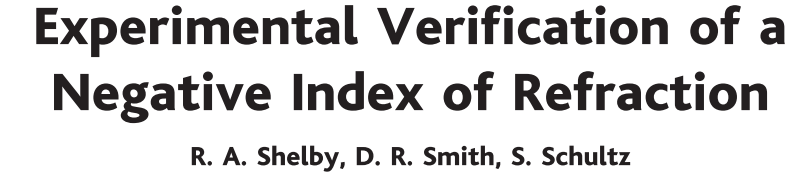 Experimental Verification of a
Negative Index of Refraction
R. A. Shelby, D. R. Smith, S. Schultz